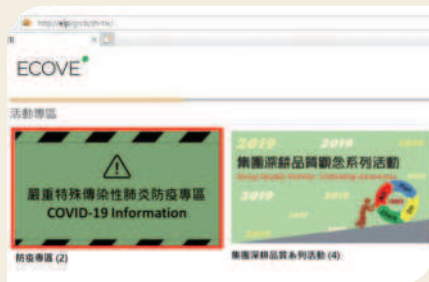 ECOVE
活動專區
嚴重特殊傳染性肺炎防疫專區
COVID-19 Information
防疫專區 (2)
2019 2019
集團深耕品質觀念系列活動
2019
集團深耕品質系列活動 (4)